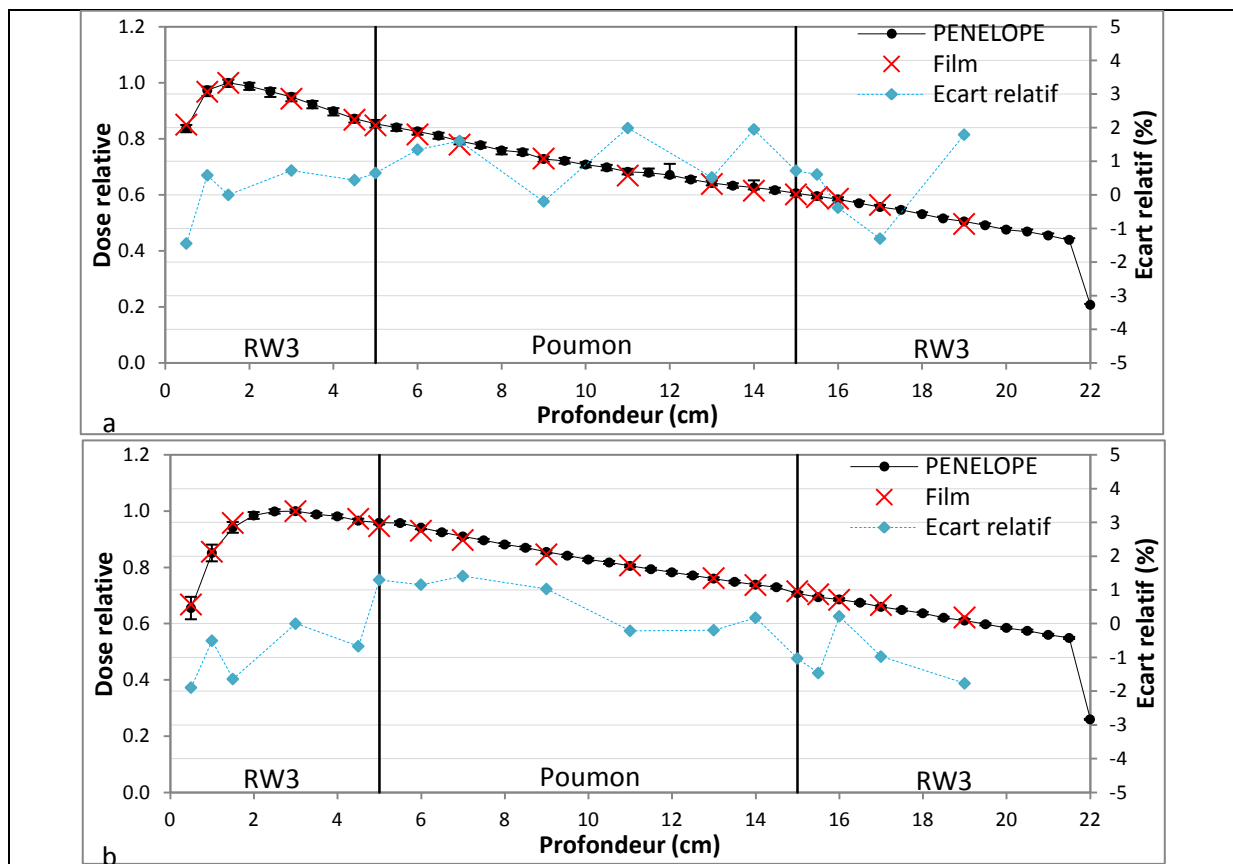 1.2
1.0
0.8
0.6
0.4
0.2
0.0
Dose relative
5
4
3
2
1
0
-1
-2
-3
-4
-5
Ecart relatif (%)
PENELOPE
Film
Ecart relatif
RW3
Poumon
RW3
0 2 4 6 8 10 12 14 16 18 20 22
Profondeur (cm)
a
1.2
1.0
0.8
0.6
0.4
0.2
0.0
Dose relative
5
4
3
2
1
0
-1
-2
-3
-4
-5
Ecart relatif (%)
PENELOPE
Film
Ecart relatif
RW3
Poumon
RW3
0 2 4 6 8 10 12 14 16 18 20 22
Profondeur (cm)
b